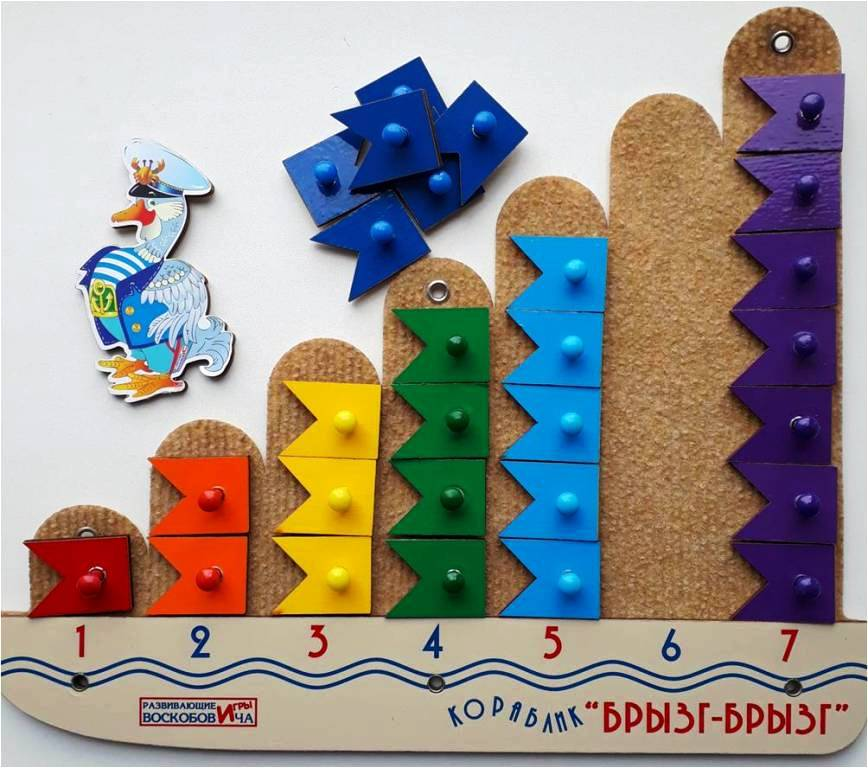 1 2 3 4 5 6 7
РАЗВИВАЮЩИЕ ИГРЫ
ВОСКОБОВИЧА
КОРАБЛИК "БРЫЗГ-БРЫЗГ"